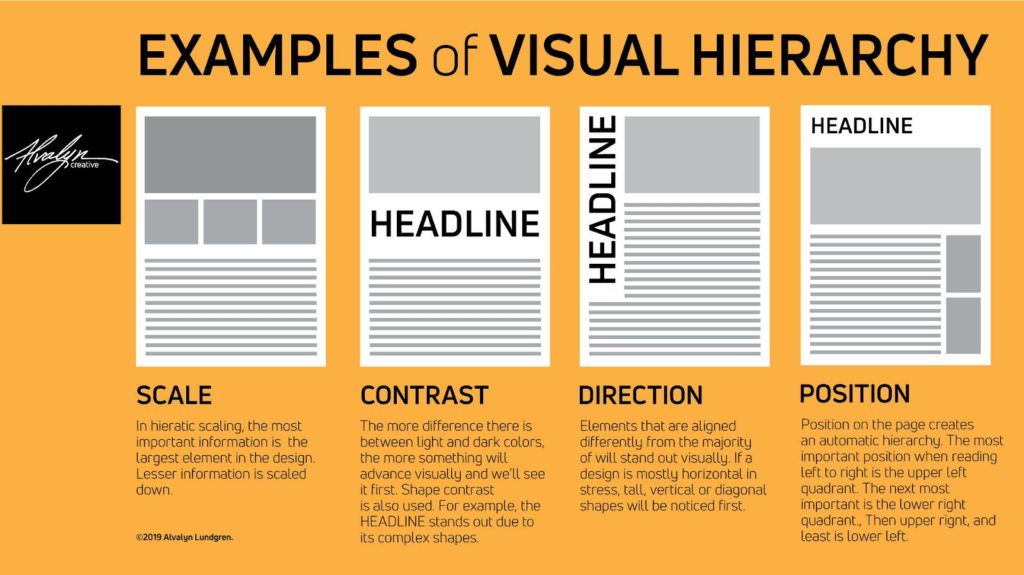 EXAMPLES of VISUAL HIERARCHY
Alvalyn
creative
HEADLINE
HEADLINE
HEADLINE
SCALE
In hieratic scaling, the most
important information is the
largest element in the design.
Lesser information is scaled
down.
©2019 Alvalyn Lundgren.
CONTRAST
The more difference there is
between light and dark colors,
the more something will
advance visually and we'll see
it first. Shape contrast
is also used. For example, the
HEADLINE stands out due to
its complex shapes.
DIRECTION
Elements that are aligned
differently from the majority
of will stand out visually. If a
design is mostly horizontal in
stress, tall, vertical or diagonal
shapes will be noticed first.
POSITION
Position on the page creates
an automatic hierarchy. The most
important position when reading
left to right is the upper left
quadrant. The next most
important is the lower right
quadrant., Then upper rignt, and
least is lower left.